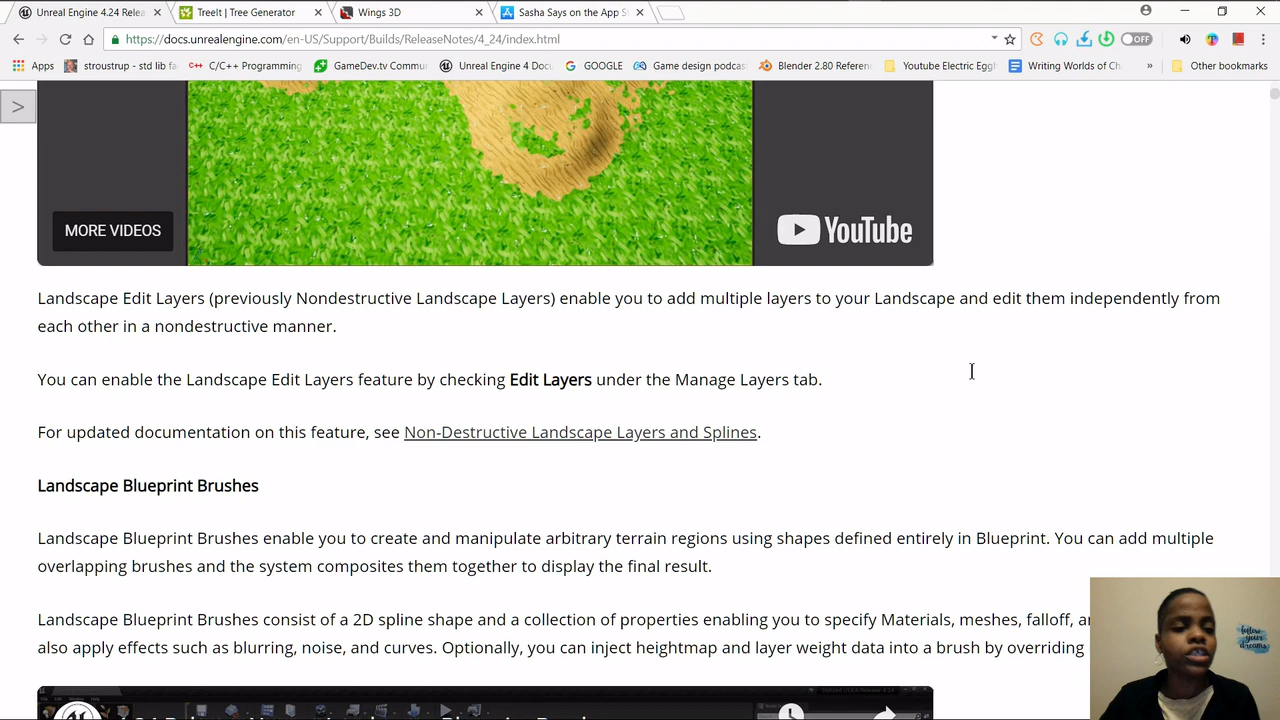 Unreal Engine 4.24 Relea
TreeIt | Tree Generator
Wings 3D
Sasha Says on the App S
https://docs.unrealengine.com/en-US/Support/Builds/ReleaseNotes/4_24/index.html
OFF
Apps
stroustrup - std lib fa
C/C++ Programming
GameDev.tv Commu
Unreal Engine 4 Docu
GOOGLE
Game design podcas
Blender 2.80 Referen
Youtube Electric Eggh
Writing Worlds of Ch
»
Other bookmarks
>
MORE VIDEOS
YouTube
Landscape Edit Layers (previously Nondestructive Landscape Layers) enable you to add multiple layers to your Landscape and edit them independently from
each other in a nondestructive manner.
You can enable the Landscape Edit Layers feature by checking Edit Layers under the Manage Layers tab.
For updated documentation on this feature, see Non-Destructive Landscape Layers and Splines.
Landscape Blueprint Brushes
Landscape Blueprint Brushes enable you to create and manipulate arbitrary terrain regions using shapes defined entirely in Blueprint. You can add multiple
overlapping brushes and the system composites them together to display the final result.
Landscape Blueprint Brushes consist of a 2D spline shape and a collection of properties enabling you to specify Materials, meshes, falloff,
also apply effects such as blurring, noise, and curves. Optionally, you can inject heightmap and layer weight data into a brush by overriding
follow
your
dreams